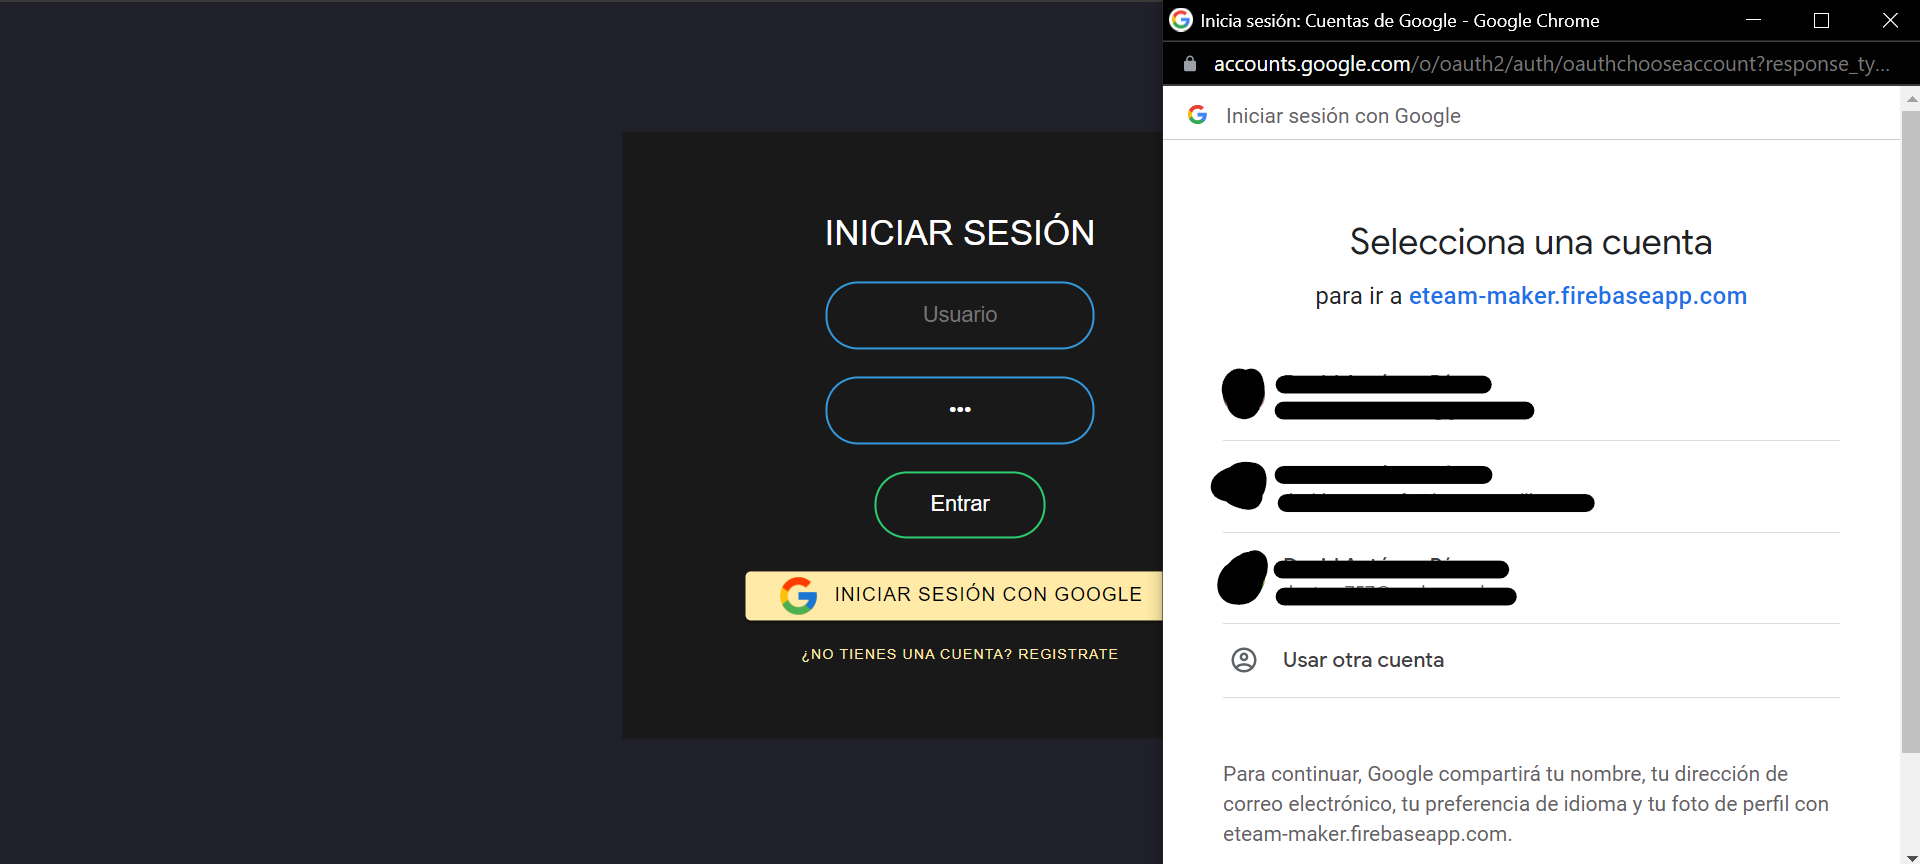 INICIAR SESIÓN
Usuario
•••
Entrar
INICIAR SESIÓN CON GOOGLE
¿NO TIENES UNA CUENTA? REGISTRATE
Inicia sesión: Cuentas de Google - Google Chrome
accounts.google.com/o/oauth2/auth/oauthchooseaccount?response_ty...
Iniciar sesión con Google
Selecciona una cuenta
para ir a eteam-maker.firebaseapp.com
Usar otra cuenta
Para continuar, Google compartirá tu nombre, tu dirección de
correo electrónico, tu preferencia de idioma y tu foto de perfil con
eteam-maker.firebaseapp.com.